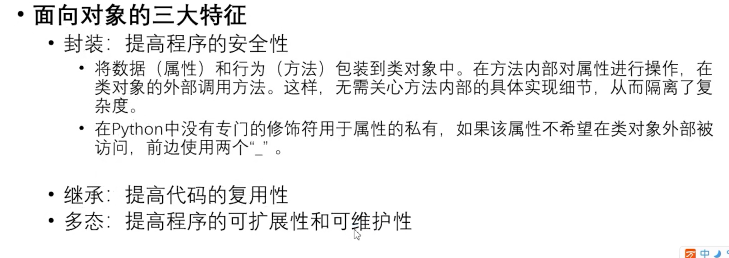 • 面向对象的三大特征
• 封装：提高程序的安全性
• 将数据（属性）和行为（方法）包装到类对象中。在方法内部对属性进行操作，在
类对象的外部调用方法。这样，无需关心方法内部的具体实现细节，从而隔离了复
杂度。
• 在Python中没有专门的修饰符用于属性的私有，如果该属性不希望在类对象外部被
访问，前边使用两个“_” 。
• 继承：提高代码的复用性
• 多态：提高程序的可扩展性和可维护性
中